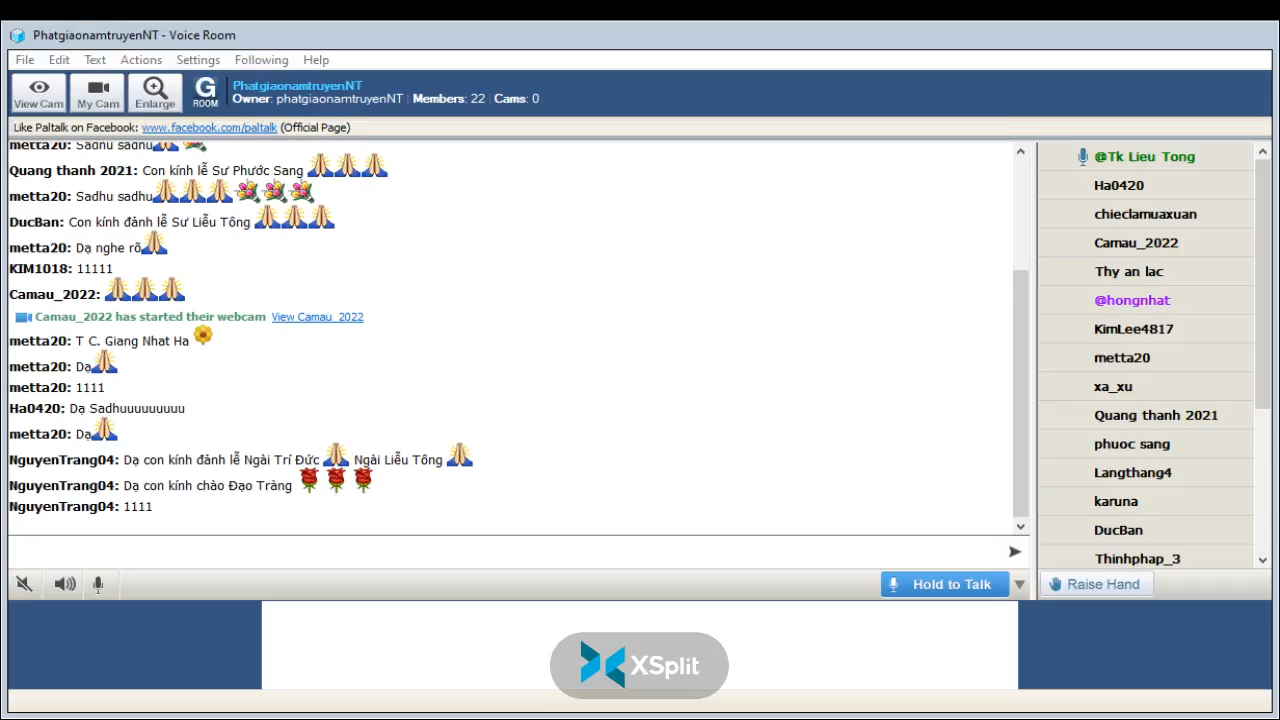 PhatgiaonamtruyenNT - Voice Room
File Edit Text Actions Settings Following Help
View Cam My Cam Enlarge G ROOM
PhatgiaonamtruyenNT
Owner: phatgiaonamtruyenNT | Members: 22 | Cams: 0
Like Paltalk on Facebook: www.facebook.com/paltalk (Official Page)
metta20: Sadhu sadhu
Quang thanh 2021: Con kính lễ Sư Phước Sang
metta20: Sadhu sadhu
DucBan: Con kính đảnh lễ Sư Liễu Tông
metta20: Dạ nghe rõ
KIM1018: 11111
Camau_2022:
Camau_2022 has started their webcam View Camau_2022
metta20: T C. Giang Nhat Ha
metta20: Dạ
metta20: 1111
Ha0420: Dạ Sadhuuuuuuuuu
metta20: Dạ
NguyenTrang04: Dạ con kính đảnh lễ Ngài Trí Đức Ngài Liễu Tông
NguyenTrang04: Dạ con kính chào Đạo Tràng
NguyenTrang04: 1111
@Tk Lieu Tong
Ha0420
chieclamuaxuan
Camau_2022
Thy an lac
@hongnhat
KimLee4817
metta20
xa_xu
Quang thanh 2021
phuoc sang
Langthang4
karuna
DucBan
Thinhphap_3
Hold to Talk
Raise Hand
XSplit